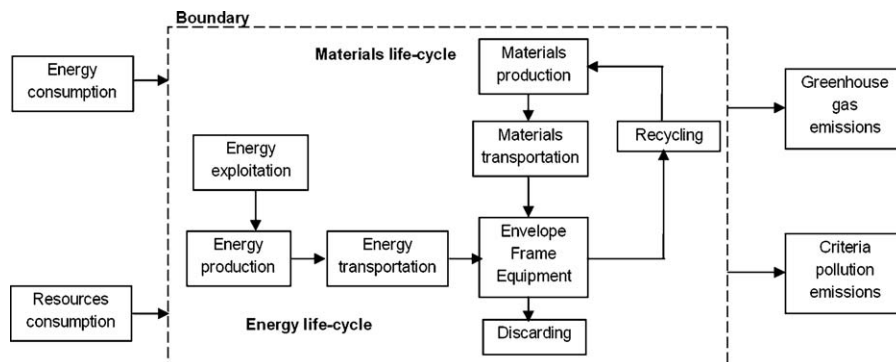 Boundary
Materials life-cycle
Energy
consumption
Materials
production
Greenhouse
gas
emissions
Energy
exploitation
Materials
transportation
Recycling
Energy
production
Energy
transportation
Envelope
Frame
Equipment
Criteria
pollution
emissions
Resources
consumption
Energy life-cycle
Discarding